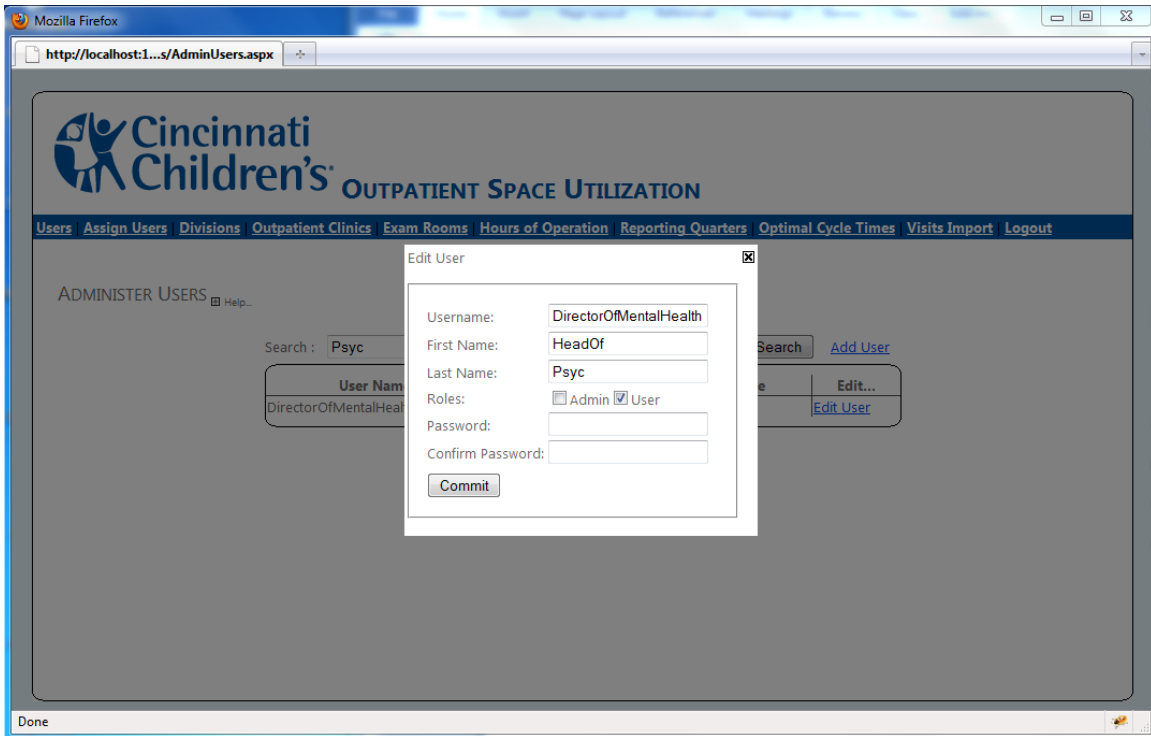 Mozilla Firefox
http://localhost:1...s/AdminUsers.aspx
Cincinnati
Children's
OUTPATIENT SPACE UTILIZATION
Users Assign Users Divisions Outpatient Clinics Exam Rooms Hours of Operation Reporting Quarters Optimal Cycle Times Visits Import Logout
Edit User
ADMINISTER USERS Help...
Username: DirectorOfMentalHealth
First Name: HeadOf
Last Name: Psyc
Roles: Admin User
Password:
Confirm Password:
Commit
Search : Psyc Search Add User
User Nam e Edit...
DirectorOfMentalHeal Edit User
Done